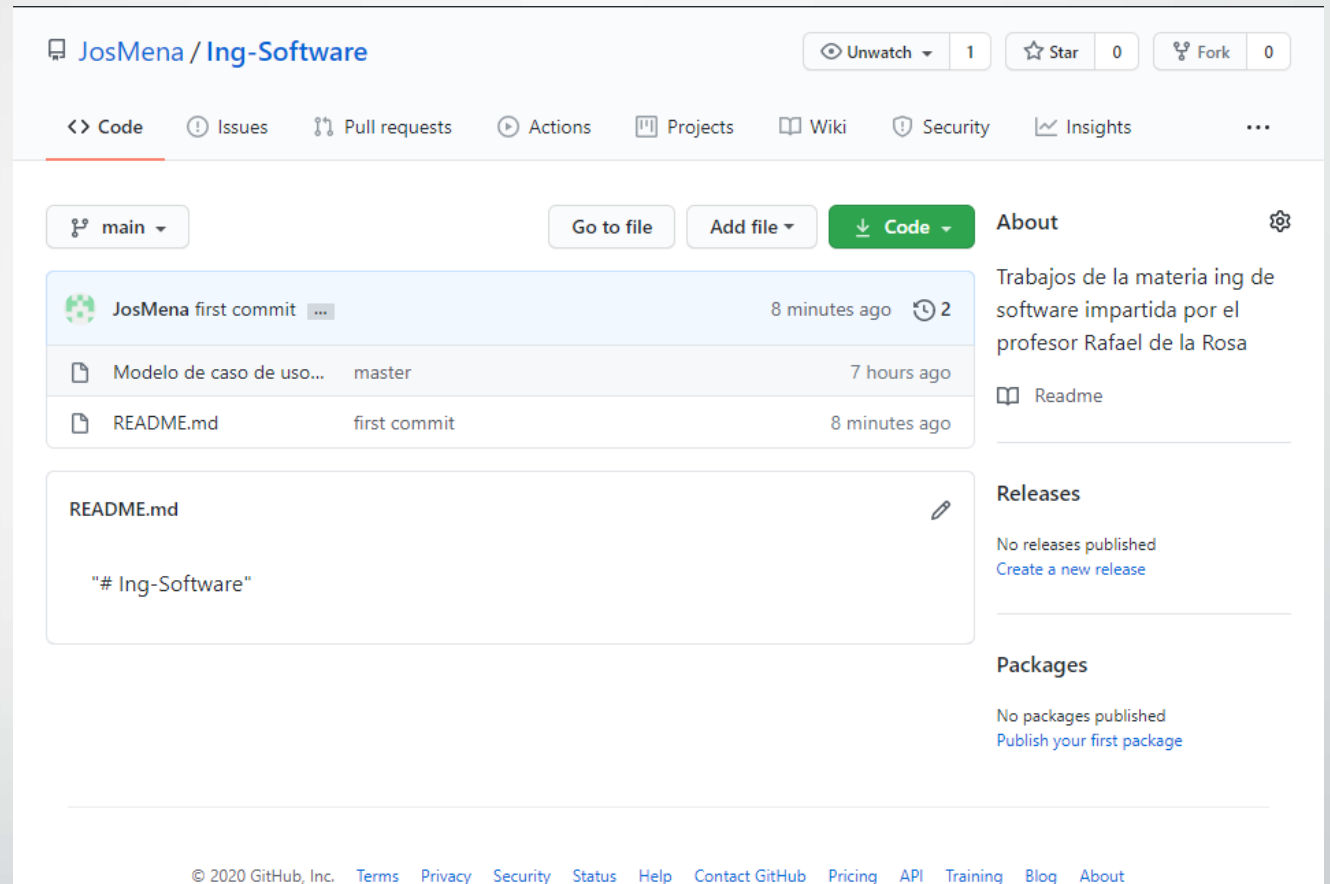 JosMena / Ing-Software
Unwatch 1 Star 0 Fork 0
<> Code Issues Pull requests Actions Projects Wiki Security Insights ...
main Go to file Add file Code
JosMena first commit ... 8 minutes ago 2
Modelo de caso de uso... master 7 hours ago
README.md first commit 8 minutes ago
README.md
"# Ing-Software"
About
Trabajos de la materia ing de
software impartida por el
profesor Rafael de la Rosa
Readme
Releases
No releases published
Create a new release
Packages
No packages published
Publish your first package
© 2020 GitHub, Inc. Terms Privacy Security Status Help Contact GitHub Pricing API Training Blog About